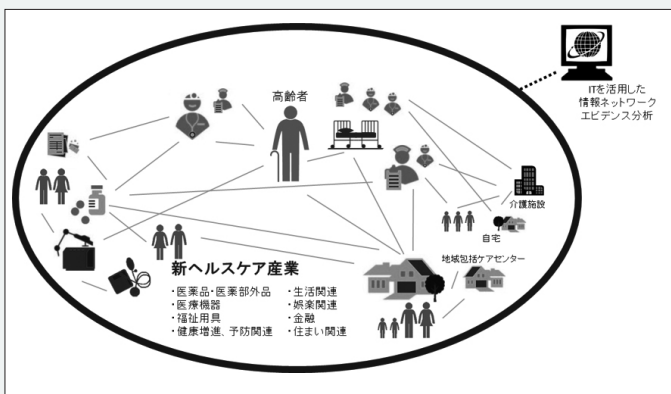 高齢者
ITを活用した
情報ネットワーク
エビデンス分析
介護施設
自宅
地域包括ケアセンター
新ヘルスケア産業
・医薬品・医薬部外品
・医療機器
・福祉用具
・健康増進、予防関連
・生活関連
・娯楽関連
・金融
・住まい関連